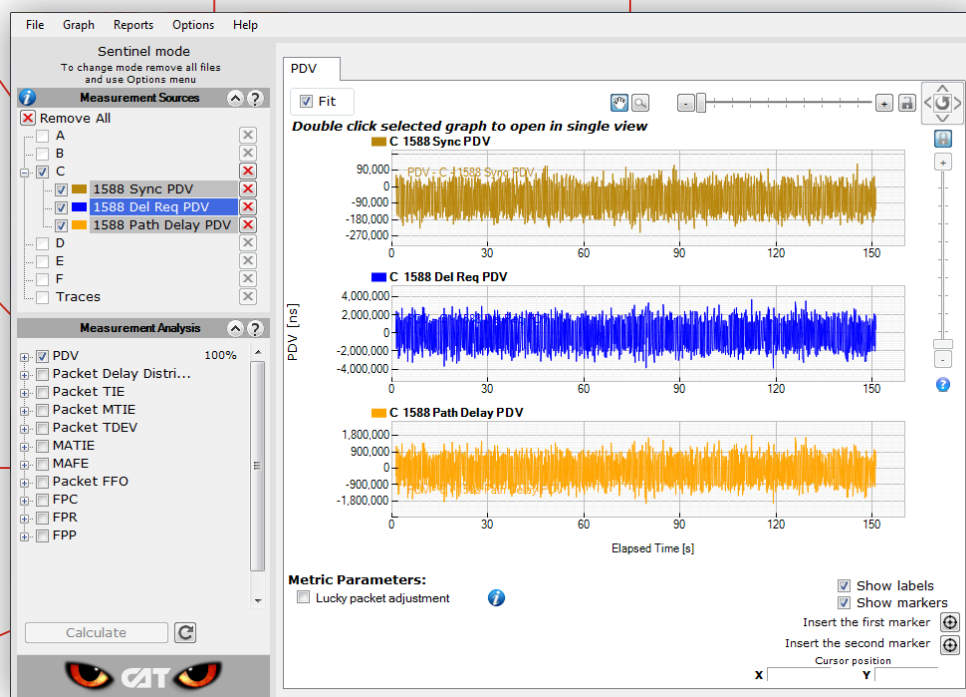 File Graph Reports Options Help
Sentinel mode
To change mode remove all files
and use Options menu
Measurement Sources
Remove All
A
B
C
1588 Sync PDV
1588 Del Req PDV
1588 Path Delay PDV
D
E
F
Traces
Measurement Analysis
PDV 100%
Packet Delay Distri...
Packet TIE
Packet MTIE
Packet TDEV
MATIE
MAFE
Packet FFO
FPC
FPR
FPP
Calculate
CAT
PDV
Fit
Double click selected graph to open in single view
C 1588 Sync PDV
PDV - C - 1588 Sync PDV
90,000
0
-90,000
-180,000
-270,000
0 30 60 90 120 150
C 1588 Del Req PDV
4,000,000
2,000,000
0
-2,000,000
-4,000,000
0 30 60 90 120 150
PDV [ns]
C 1588 Path Delay PDV
1,800,000
900,000
0
-900,000
-1,800,000
0 30 60 90 120 150
Elapsed Time [s]
Metric Parameters:
Lucky packet adjustment
Show labels
Show markers
Insert the first marker
Insert the second marker
Cursor position
X Y